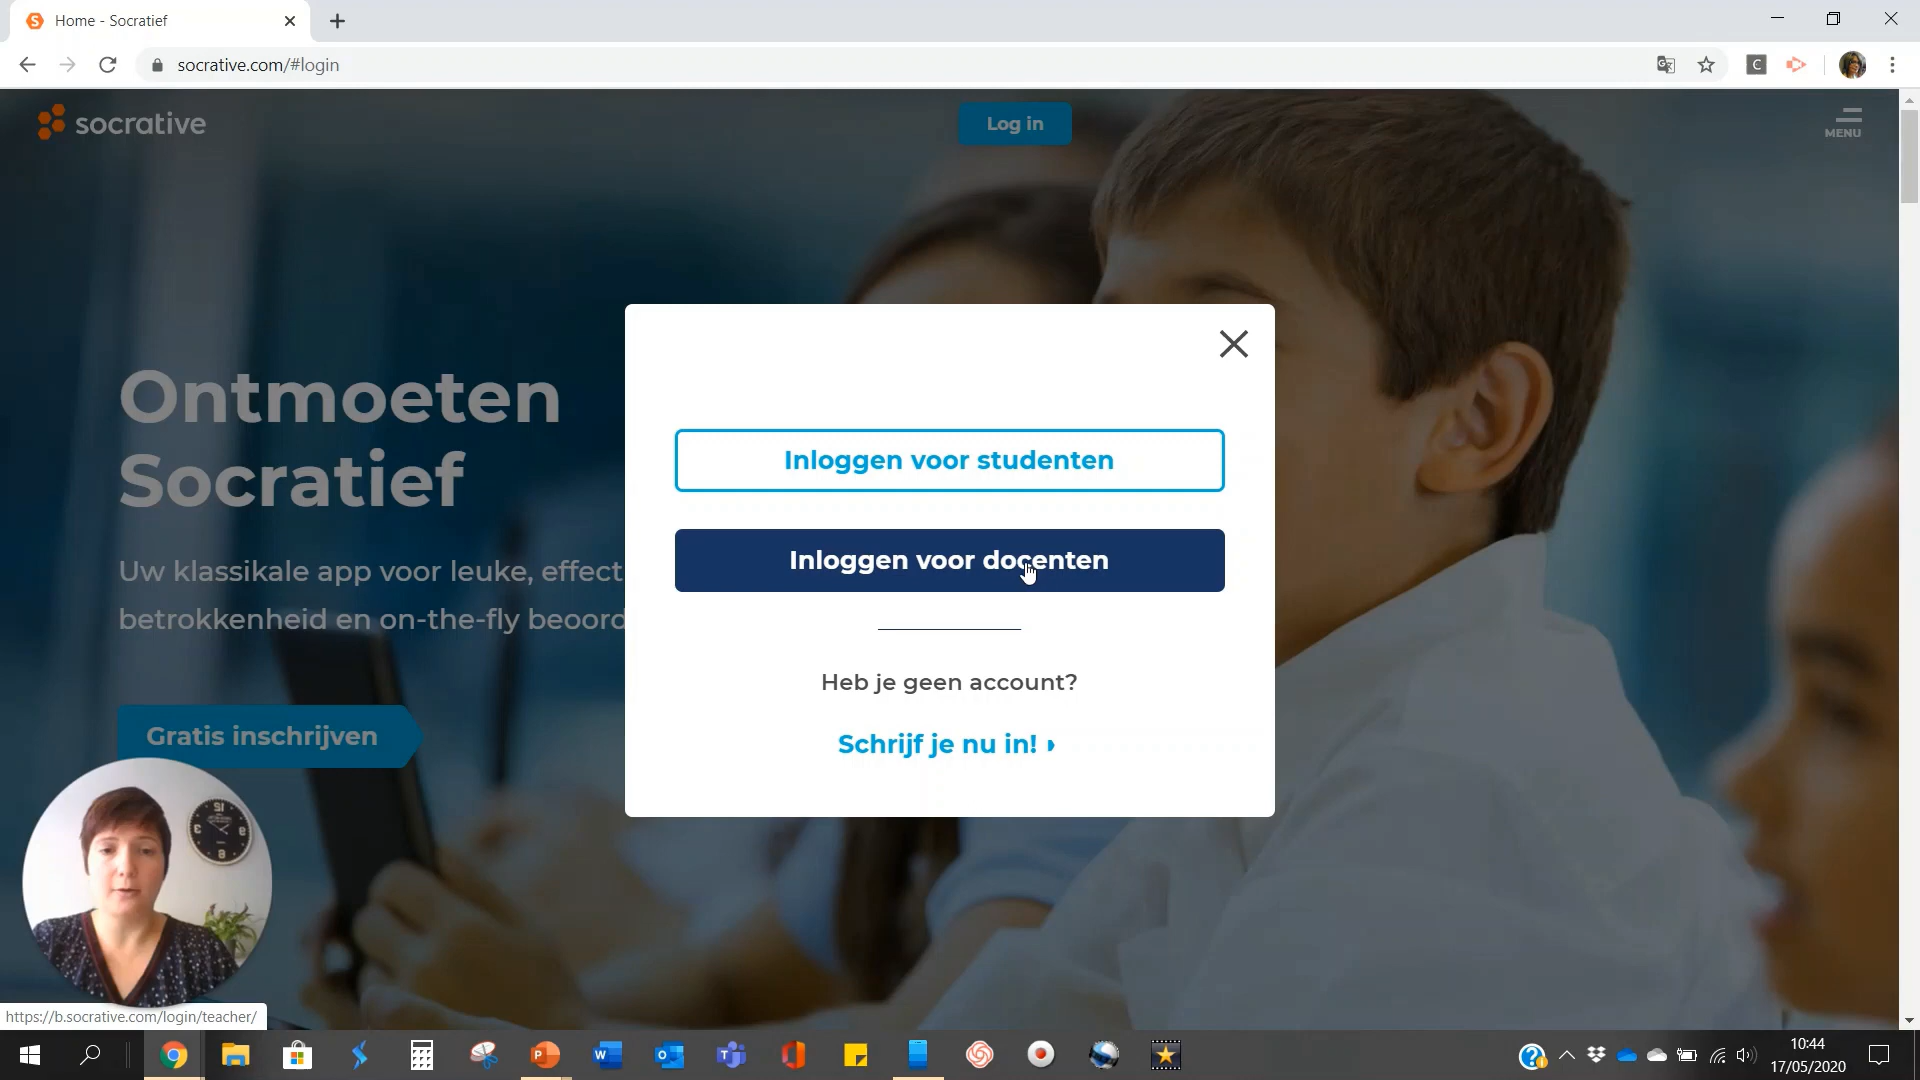 Home - Socratief
socrative.com/#login
socrative
Log in
MENU
Ontmoeten
Socratief
Uw klassikale app voor leuke, effect
betrokkenheid en on-the-fly beoord
Gratis inschrijven
Inloggen voor studenten
Inloggen voor docenten
Heb je geen account?
Schrijf je nu in!
https://b.socrative.com/login/teacher/
10:44
17/05/2020